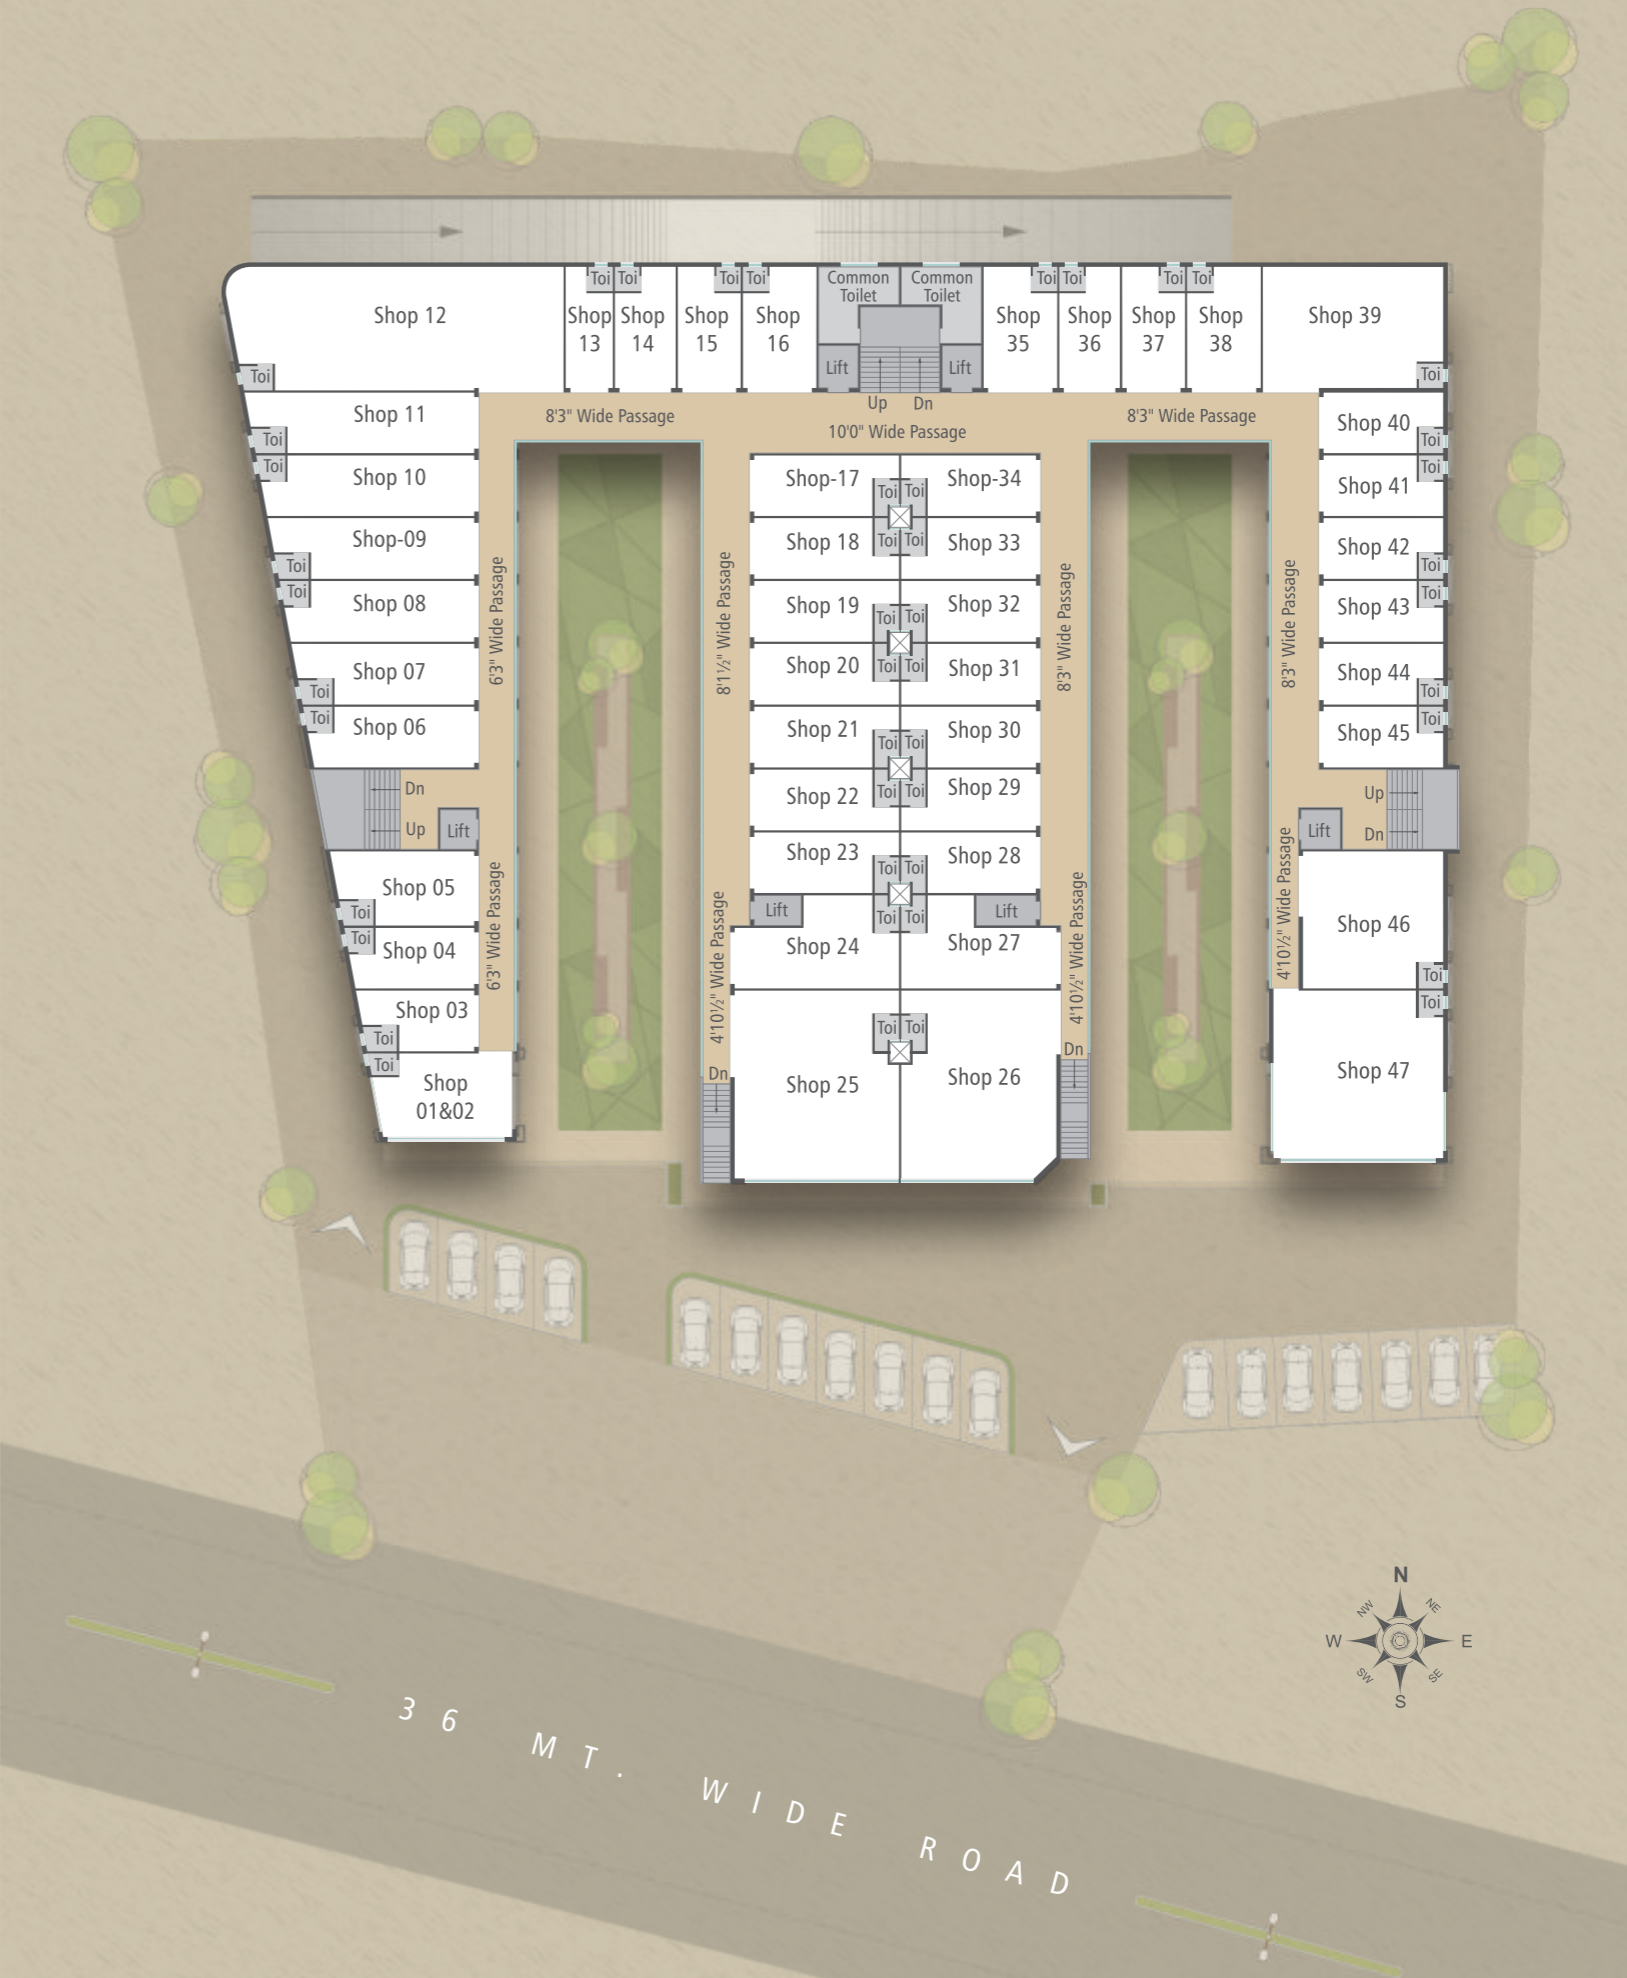 Toi Toi
Toi Toi
Common
Toilet
Common
Toilet
Toi Toi
Toi Toi
Shop 12
Shop
13
Shop
14
Shop
15
Shop
16
Shop
35
Shop
36
Shop
37
Shop
38
Shop 39
Lift
Lift
Toi
Toi
Up
Dn
8'3" Wide Passage
10'0" Wide Passage
8'3" Wide Passage
Shop 11
Toi
Toi
Shop 10
Shop-09
Toi
Toi
Shop 08
Shop 07
Toi
Toi
Shop 06
6'3" Wide Passage
Dn
Up
Lift
Shop 05
Toi
Toi
Shop 04
Shop 03
Toi
Toi
Shop
01&02
6'3" Wide Passage
8'1½" Wide Passage
4'10½" Wide Passage
Dn
Shop-17
Shop-34
Toi Toi
Toi Toi
Shop 18
Shop 33
Shop 19
Shop 32
Toi Toi
Toi Toi
Shop 20
Shop 31
Shop 21
Shop 30
Toi Toi
Toi Toi
Shop 22
Shop 29
Shop 23
Shop 28
Toi Toi
Toi Toi
Lift
Lift
Shop 24
Shop 27
Toi Toi
Shop 25
Shop 26
8'3" Wide Passage
4'10½" Wide Passage
Dn
8'3" Wide Passage
4'10½" Wide Passage
Shop 40
Toi
Toi
Shop 41
Shop 42
Toi
Toi
Shop 43
Shop 44
Toi
Toi
Shop 45
Up
Dn
Lift
Shop 46
Toi
Toi
Shop 47
N
NW
NE
W
E
SW
SE
S
36 MT. WIDE ROAD